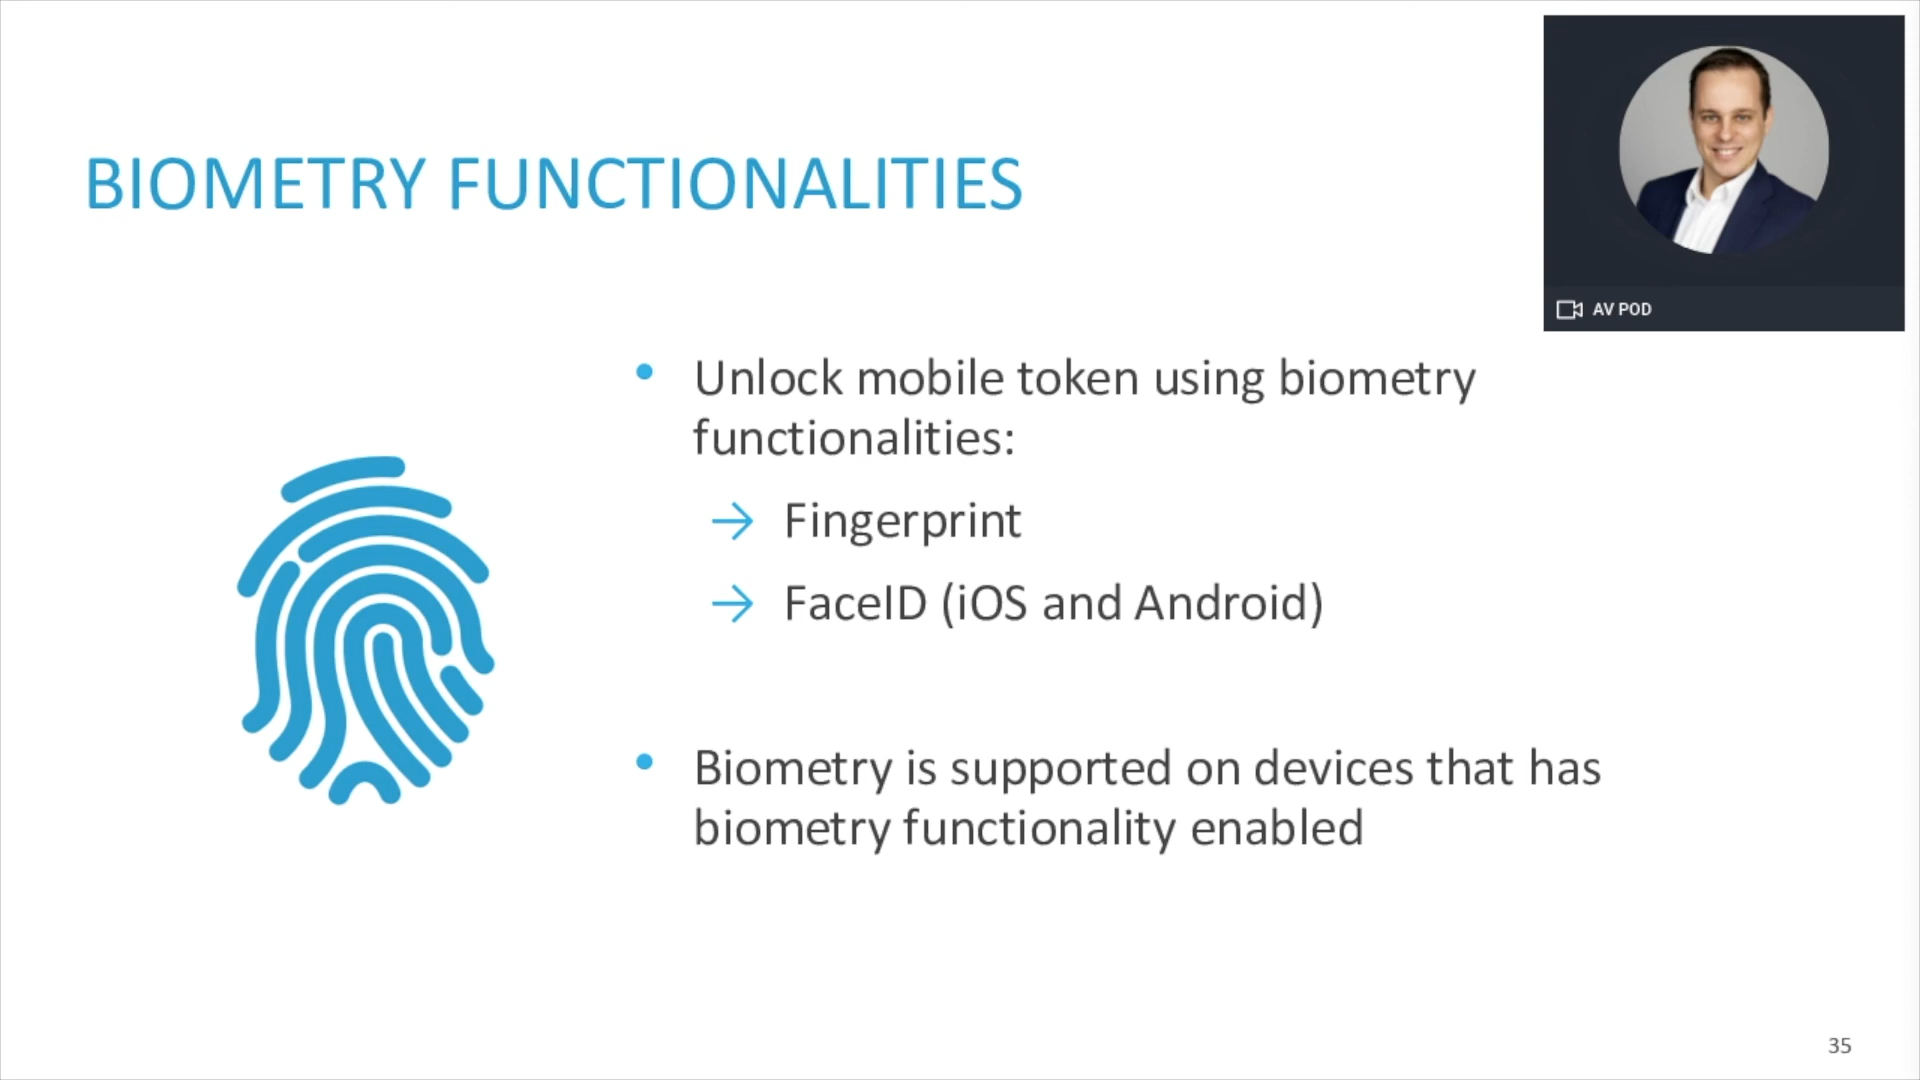 BIOMETRY FUNCTIONALITIES
AV POD
• Unlock mobile token using biometry
functionalities:
→ Fingerprint
→ FaceID (iOS and Android)
• Biometry is supported on devices that has
biometry functionality enabled
35